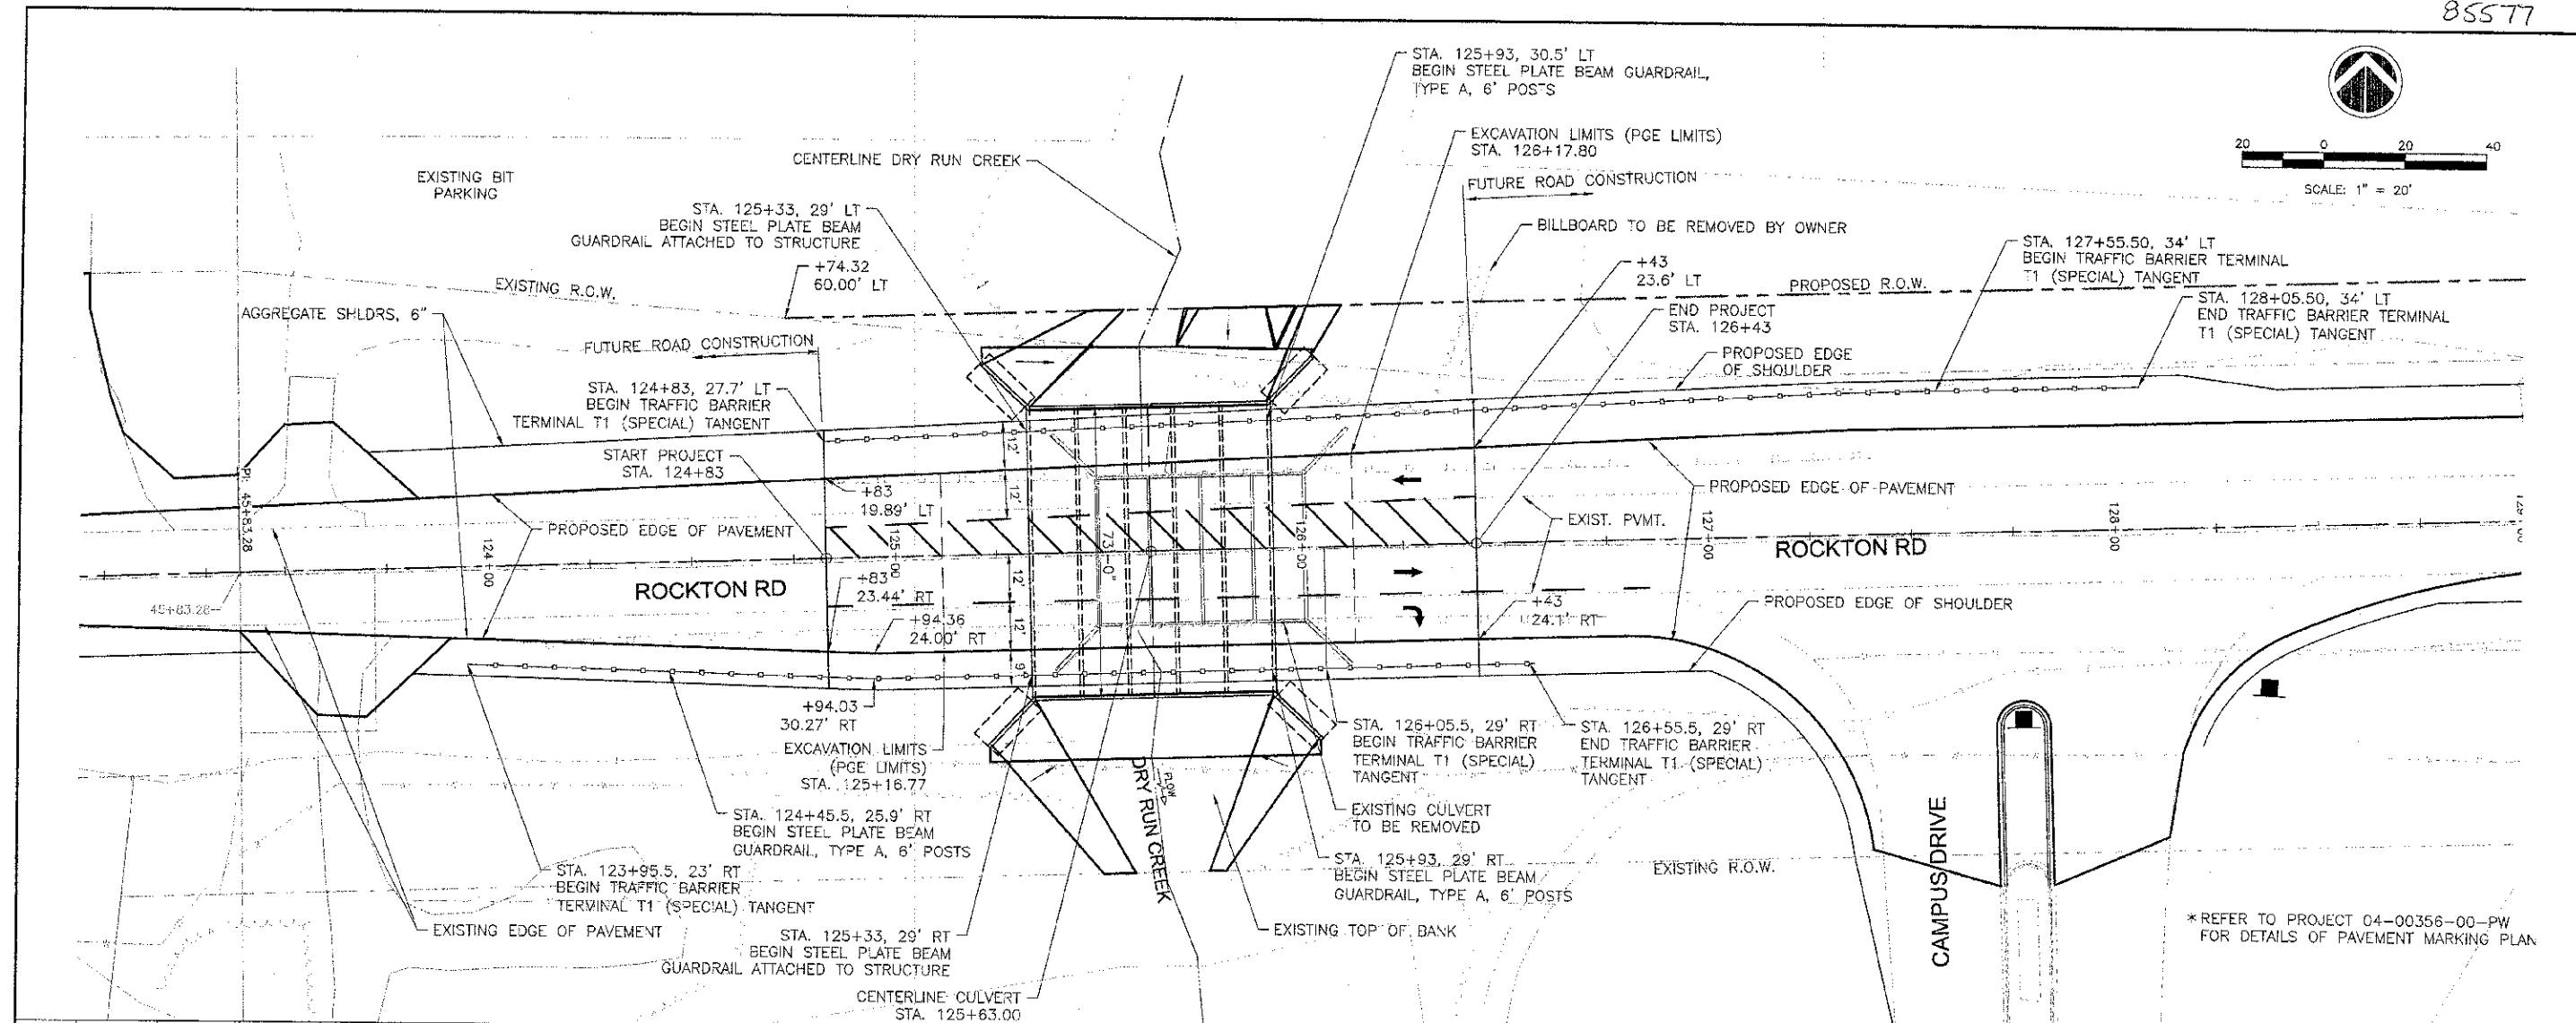 85577
STA. 125+93, 30.5' LT
BEGIN STEEL PLATE BEAM GUARDRAIL,
TYPE A, 6' POSTS
EXCAVATION LIMITS (PGE LIMITS)
STA. 126+17.80
CENTERLINE DRY RUN CREEK
20 0 20 40
SCALE: 1" = 20'
EXISTING BIT
PARKING
FUTURE ROAD CONSTRUCTION
STA. 125+33, 29' LT
BEGIN STEEL PLATE BEAM
GUARDRAIL ATTACHED TO STRUCTURE
BILLBOARD TO BE REMOVED BY OWNER
STA. 127+55.50, 34' LT
BEGIN TRAFFIC BARRIER TERMINAL
T1 (SPECIAL) TANGENT
+74.32
60.00' LT
+43
23.6' LT
EXISTING R.O.W.
PROPOSED R.O.W.
STA. 128+05.50, 34' LT
END TRAFFIC BARRIER TERMINAL
T1 (SPECIAL) TANGENT
AGGREGATE SHLDRS, 6"
END PROJECT
STA. 126+43
FUTURE ROAD CONSTRUCTION
PROPOSED EDGE
OF SHOULDER
STA. 124+83, 27.7' LT
BEGIN TRAFFIC BARRIER
TERMINAL T1 (SPECIAL) TANGENT
12'
START PROJECT
STA. 124+83
PI: 45+83.28
+83
19.89' LT
12'
PROPOSED EDGE OF PAVEMENT
PROPOSED EDGE OF PAVEMENT
EXIST. PVMT.
124+00
125+00
73'-0"
126+00
127+00
128+00
ROCKTON RD
ROCKTON RD
45+83.28
+83
23.44' RT
12'
+94.36
24.00' RT
12'
+43
24.1' RT
PROPOSED EDGE OF SHOULDER
9'
+94.03
30.27' RT
EXCAVATION LIMITS
(PGE LIMITS)
STA. 125+16.77
STA. 126+05.5, 29' RT
BEGIN TRAFFIC BARRIER
TERMINAL T1 (SPECIAL)
TANGENT
STA. 126+55.5, 29' RT
END TRAFFIC BARRIER
TERMINAL T1 (SPECIAL)
TANGENT
FLOW
DRY RUN CREEK
STA. 124+45.5, 25.9' RT
BEGIN STEEL PLATE BEAM
GUARDRAIL, TYPE A, 6' POSTS
EXISTING CULVERT
TO BE REMOVED
STA. 123+95.5, 23' RT
BEGIN TRAFFIC BARRIER
TERMINAL T1 (SPECIAL) TANGENT
STA. 125+93, 29' RT
BEGIN STEEL PLATE BEAM
GUARDRAIL, TYPE A, 6' POSTS
EXISTING R.O.W.
CAMPUS DRIVE
EXISTING EDGE OF PAVEMENT
STA. 125+33, 29' RT
BEGIN STEEL PLATE BEAM
GUARDRAIL ATTACHED TO STRUCTURE
EXISTING TOP OF BANK
* REFER TO PROJECT 04-00356-00-PW
FOR DETAILS OF PAVEMENT MARKING PLAN
CENTERLINE CULVERT
STA. 125+63.00